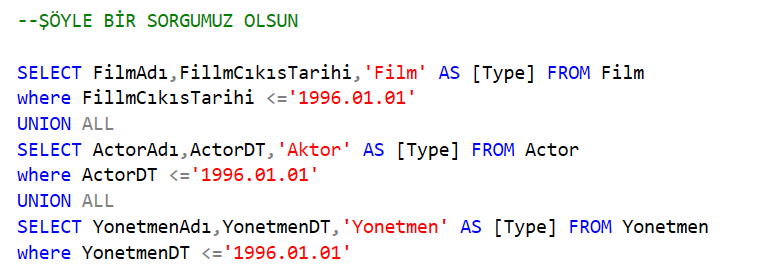 --ŞÖYLE BİR SORGUMUZ OLSUN
SELECT FilmAdı,FillmCıkısTarihi,'Film' AS [Type] FROM Film
where FillmCıkısTarihi <='1996.01.01'
UNION ALL
SELECT ActorAdı,ActorDT,'Aktor' AS [Type] FROM Actor
where ActorDT <='1996.01.01'
UNION ALL
SELECT YonetmenAdı,YonetmenDT,'Yonetmen' AS [Type] FROM Yonetmen
where YonetmenDT <='1996.01.01'